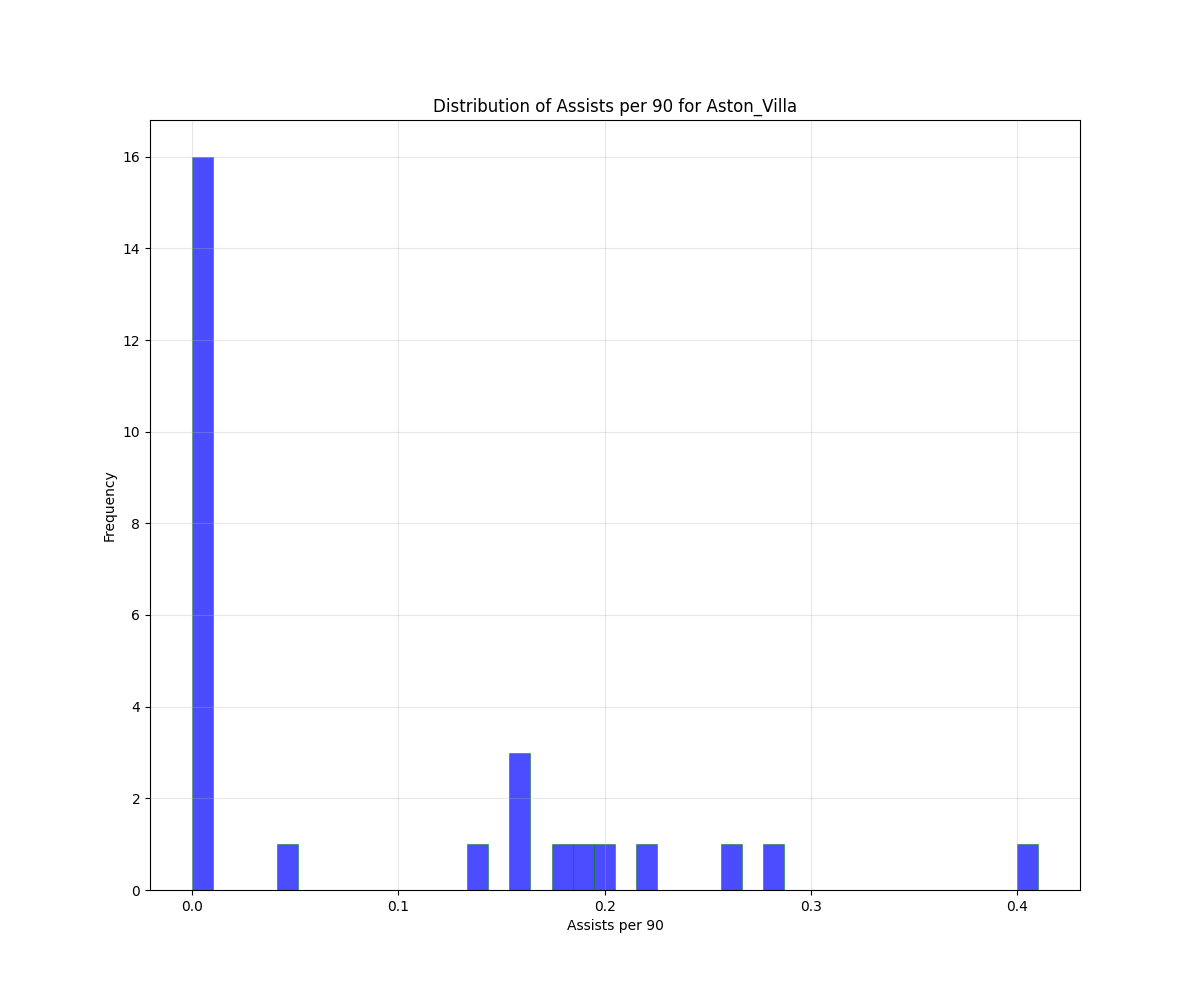 Distribution of Assists per 90 for Aston_Villa
16
14
12
10
8
6
4
2
0
Frequency
0.0 0.1 0.2 0.3 0.4
Assists per 90